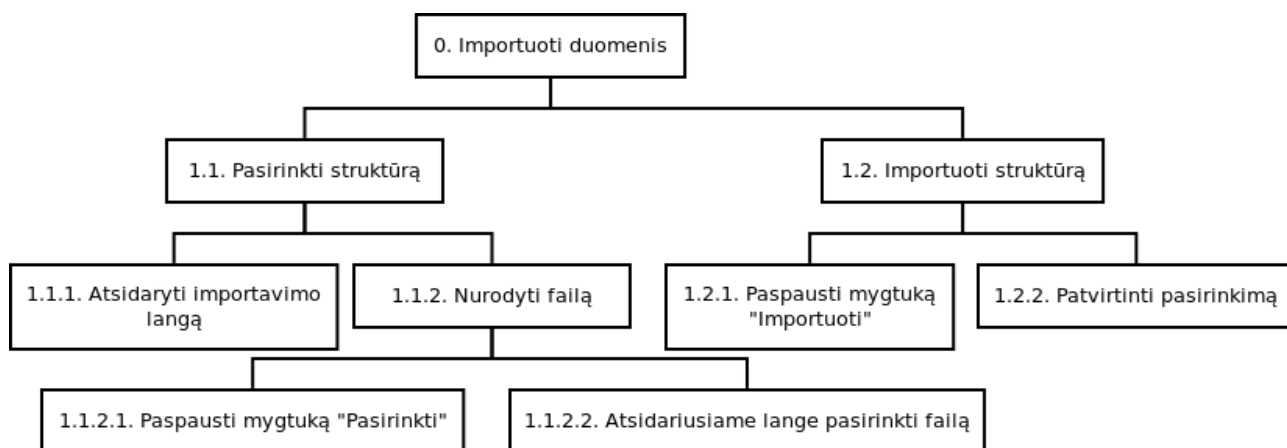 0. Importuoti duomenis
1.1. Pasirinkti struktūrą
1.2. Importuoti struktūrą
1.1.1. Atsidaryti importavimo
langą
1.1.2. Nurodyti failą
1.2.1. Paspausti mygtuką
"Importuoti"
1.2.2. Patvirtinti pasirinkimą
1.1.2.1. Paspausti mygtuką "Pasirinkti"
1.1.2.2. Atsidariusiame lange pasirinkti failą